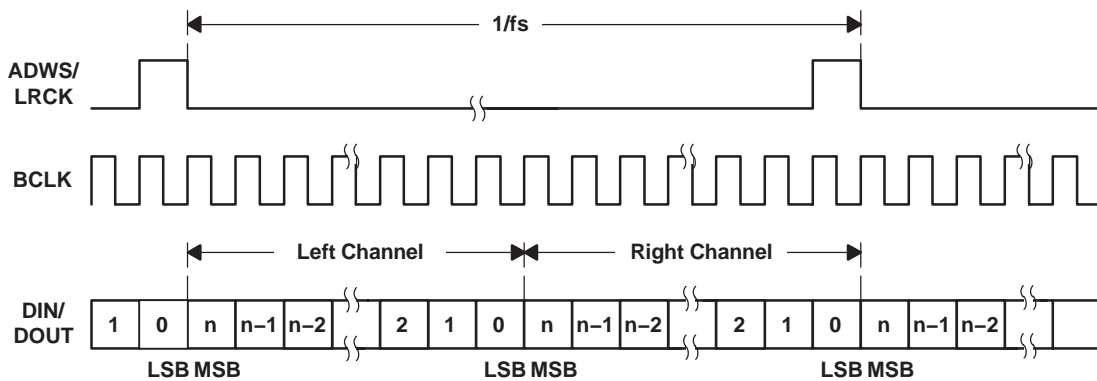 1/fs
ADWS/
LRCK
BCLK
Left Channel
Right Channel
DIN/
DOUT
1 0 n n–1 n–2 2 1 0 n n–1 n–2 2 1 0 n n–1 n–2
LSB MSB LSB MSB LSB MSB